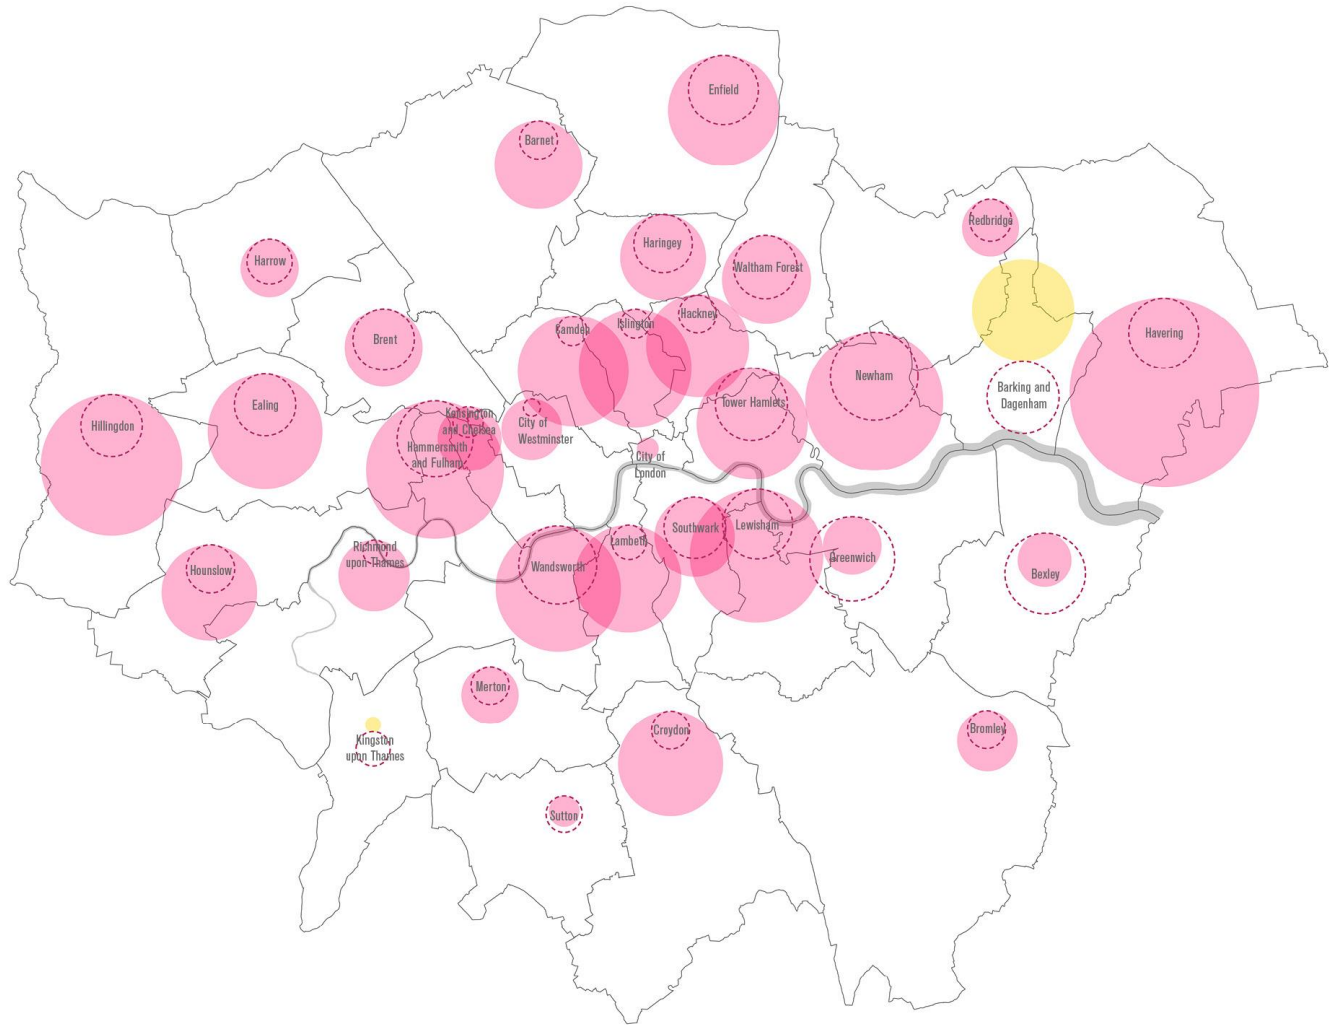 Enfield
Barnet
Redbridge
Haringey
Harrow
Waltham Forest
Hackney
Islington
Camden
Brent
Havering
Newham
Barking and
Dagenham
Tower Hamlets
Ealing
Kensington
and Chelsea
City of
Westminster
Hillingdon
Hammersmith
and Fulham
City of
London
Southwark
Lewisham
Lambeth
Richmond
upon Thames
Greenwich
Wandsworth
Hounslow
Bexley
Merton
Croydon
Bromley
Kingston
upon Thames
Sutton